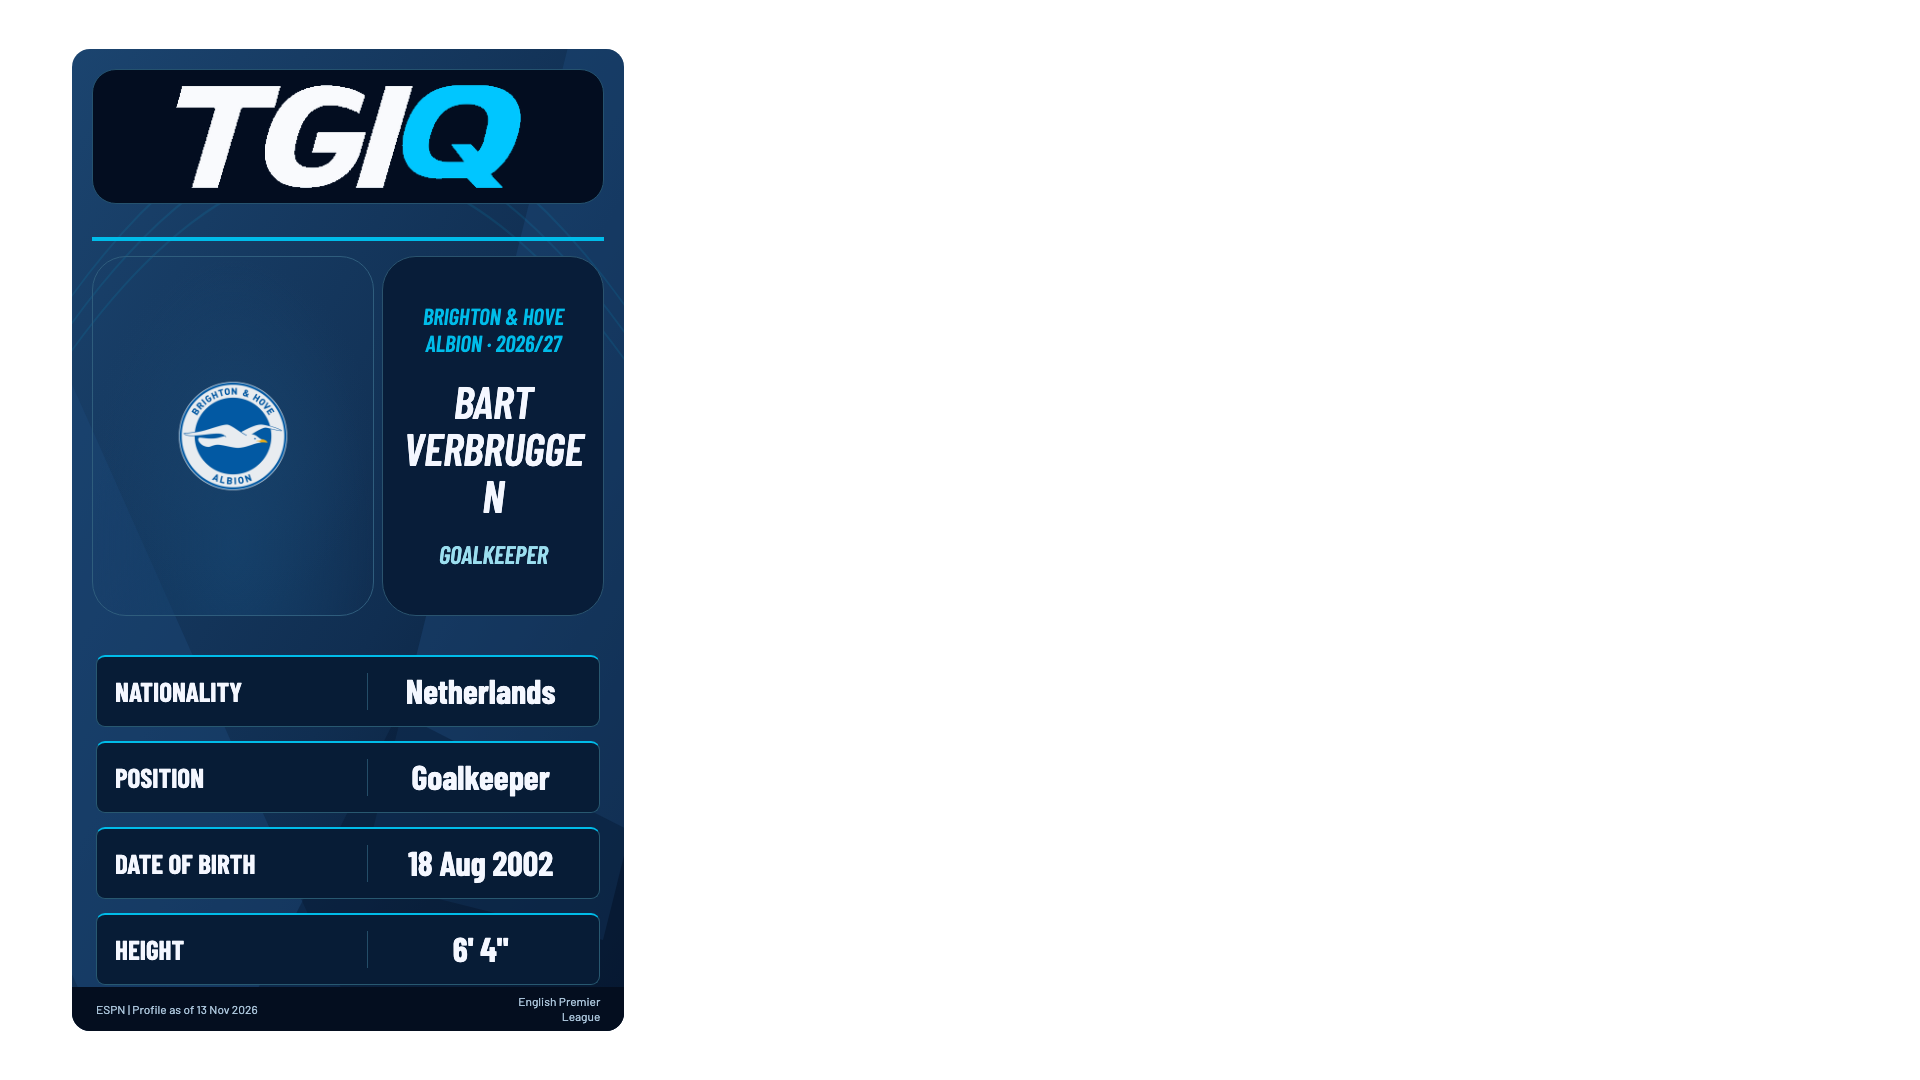 TGIQ
BRIGHTON & HOVE
ALBION
BRIGHTON & HOVE
ALBION · 2026/27
BART
VERBRUGGE
N
GOALKEEPER
NATIONALITY
Netherlands
POSITION
Goalkeeper
DATE OF BIRTH
18 Aug 2002
HEIGHT
6' 4"
ESPN | Profile as of 13 Nov 2026
English Premier
League